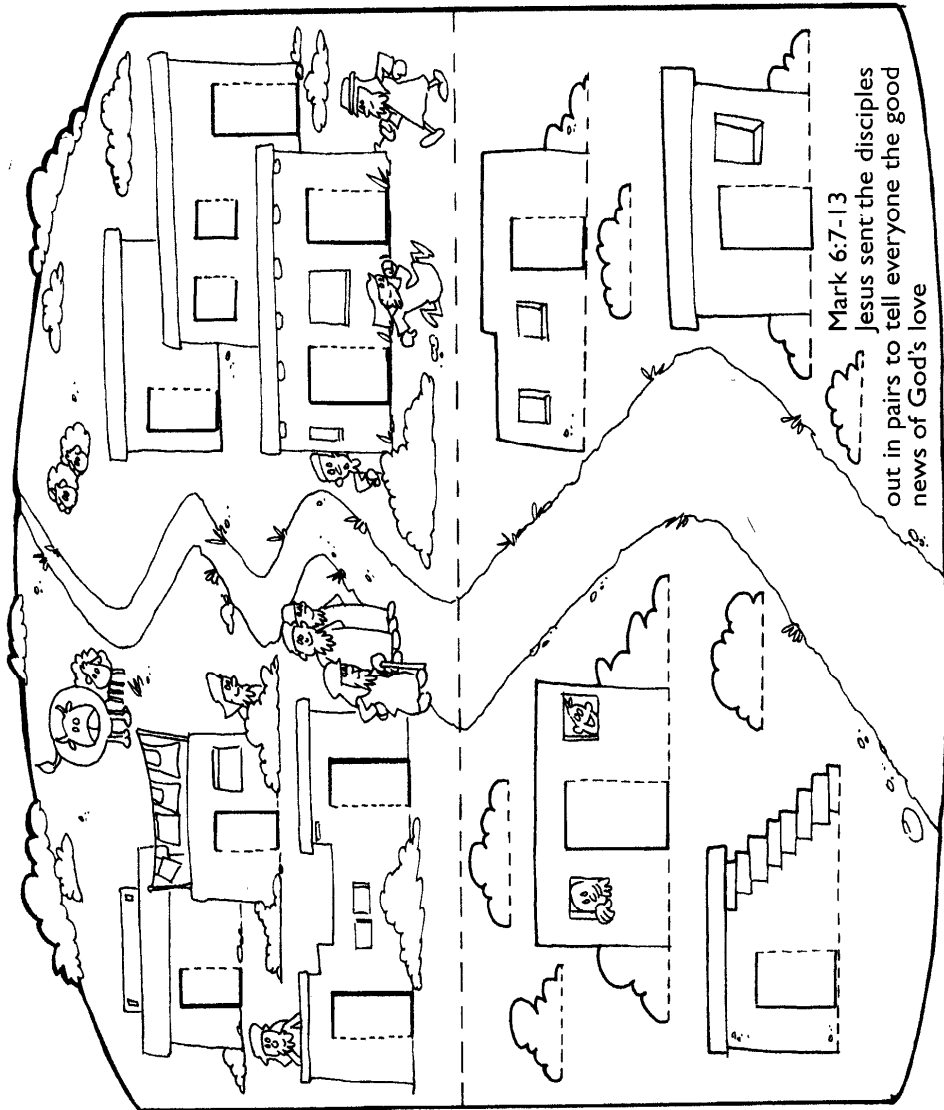 Mark 6:7-13
Jesus sent the disciples
out in pairs to tell everyone the good
news of God's love